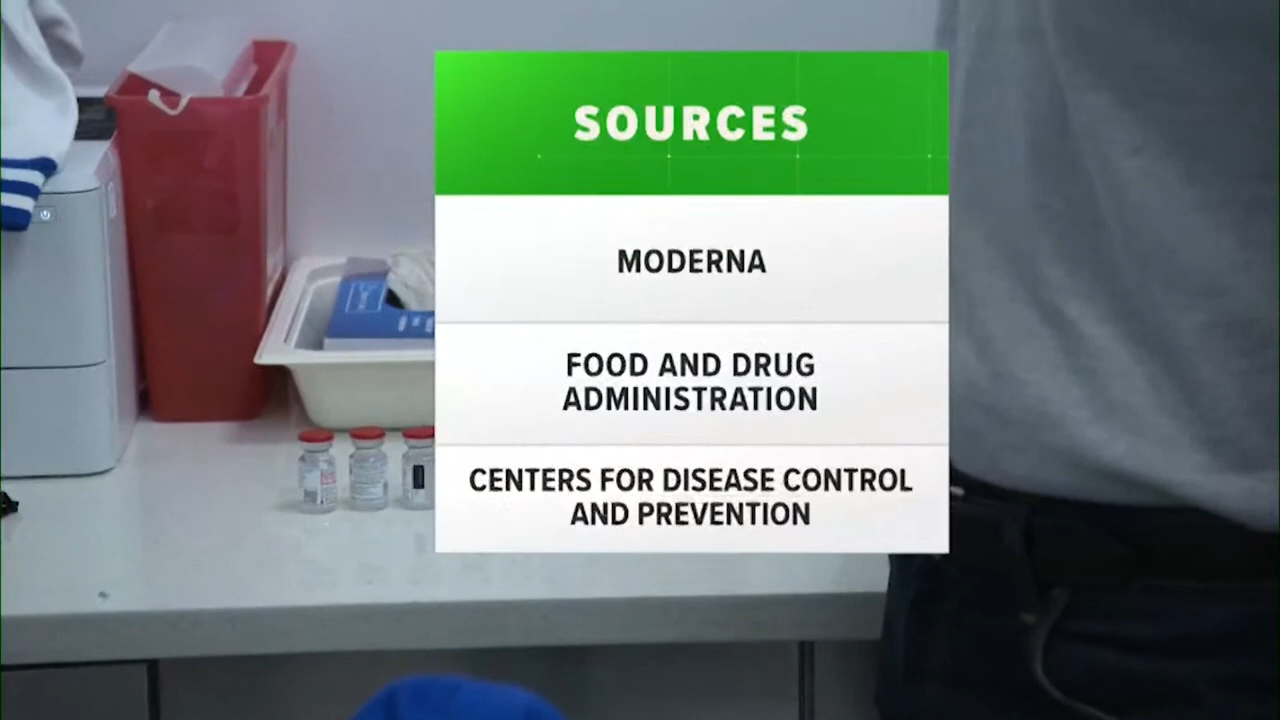 SOURCES
MODERNA
FOOD AND DRUG
ADMINISTRATION
CENTERS FOR DISEASE CONTROL
AND PREVENTION